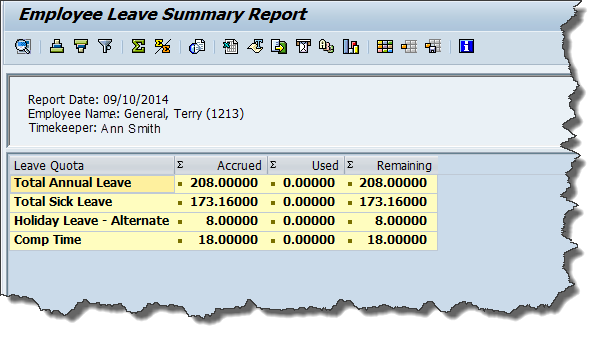 Employee Leave Summary Report
Report Date: 09/10/2014
Employee Name: General, Terry (1213)
Timekeeper: Ann Smith
Leave Quota Σ Accrued Σ Used Σ Remaining
Total Annual Leave 208.00000 0.00000 208.00000
Total Sick Leave 173.16000 0.00000 173.16000
Holiday Leave - Alternate 8.00000 0.00000 8.00000
Comp Time 18.00000 0.00000 18.00000